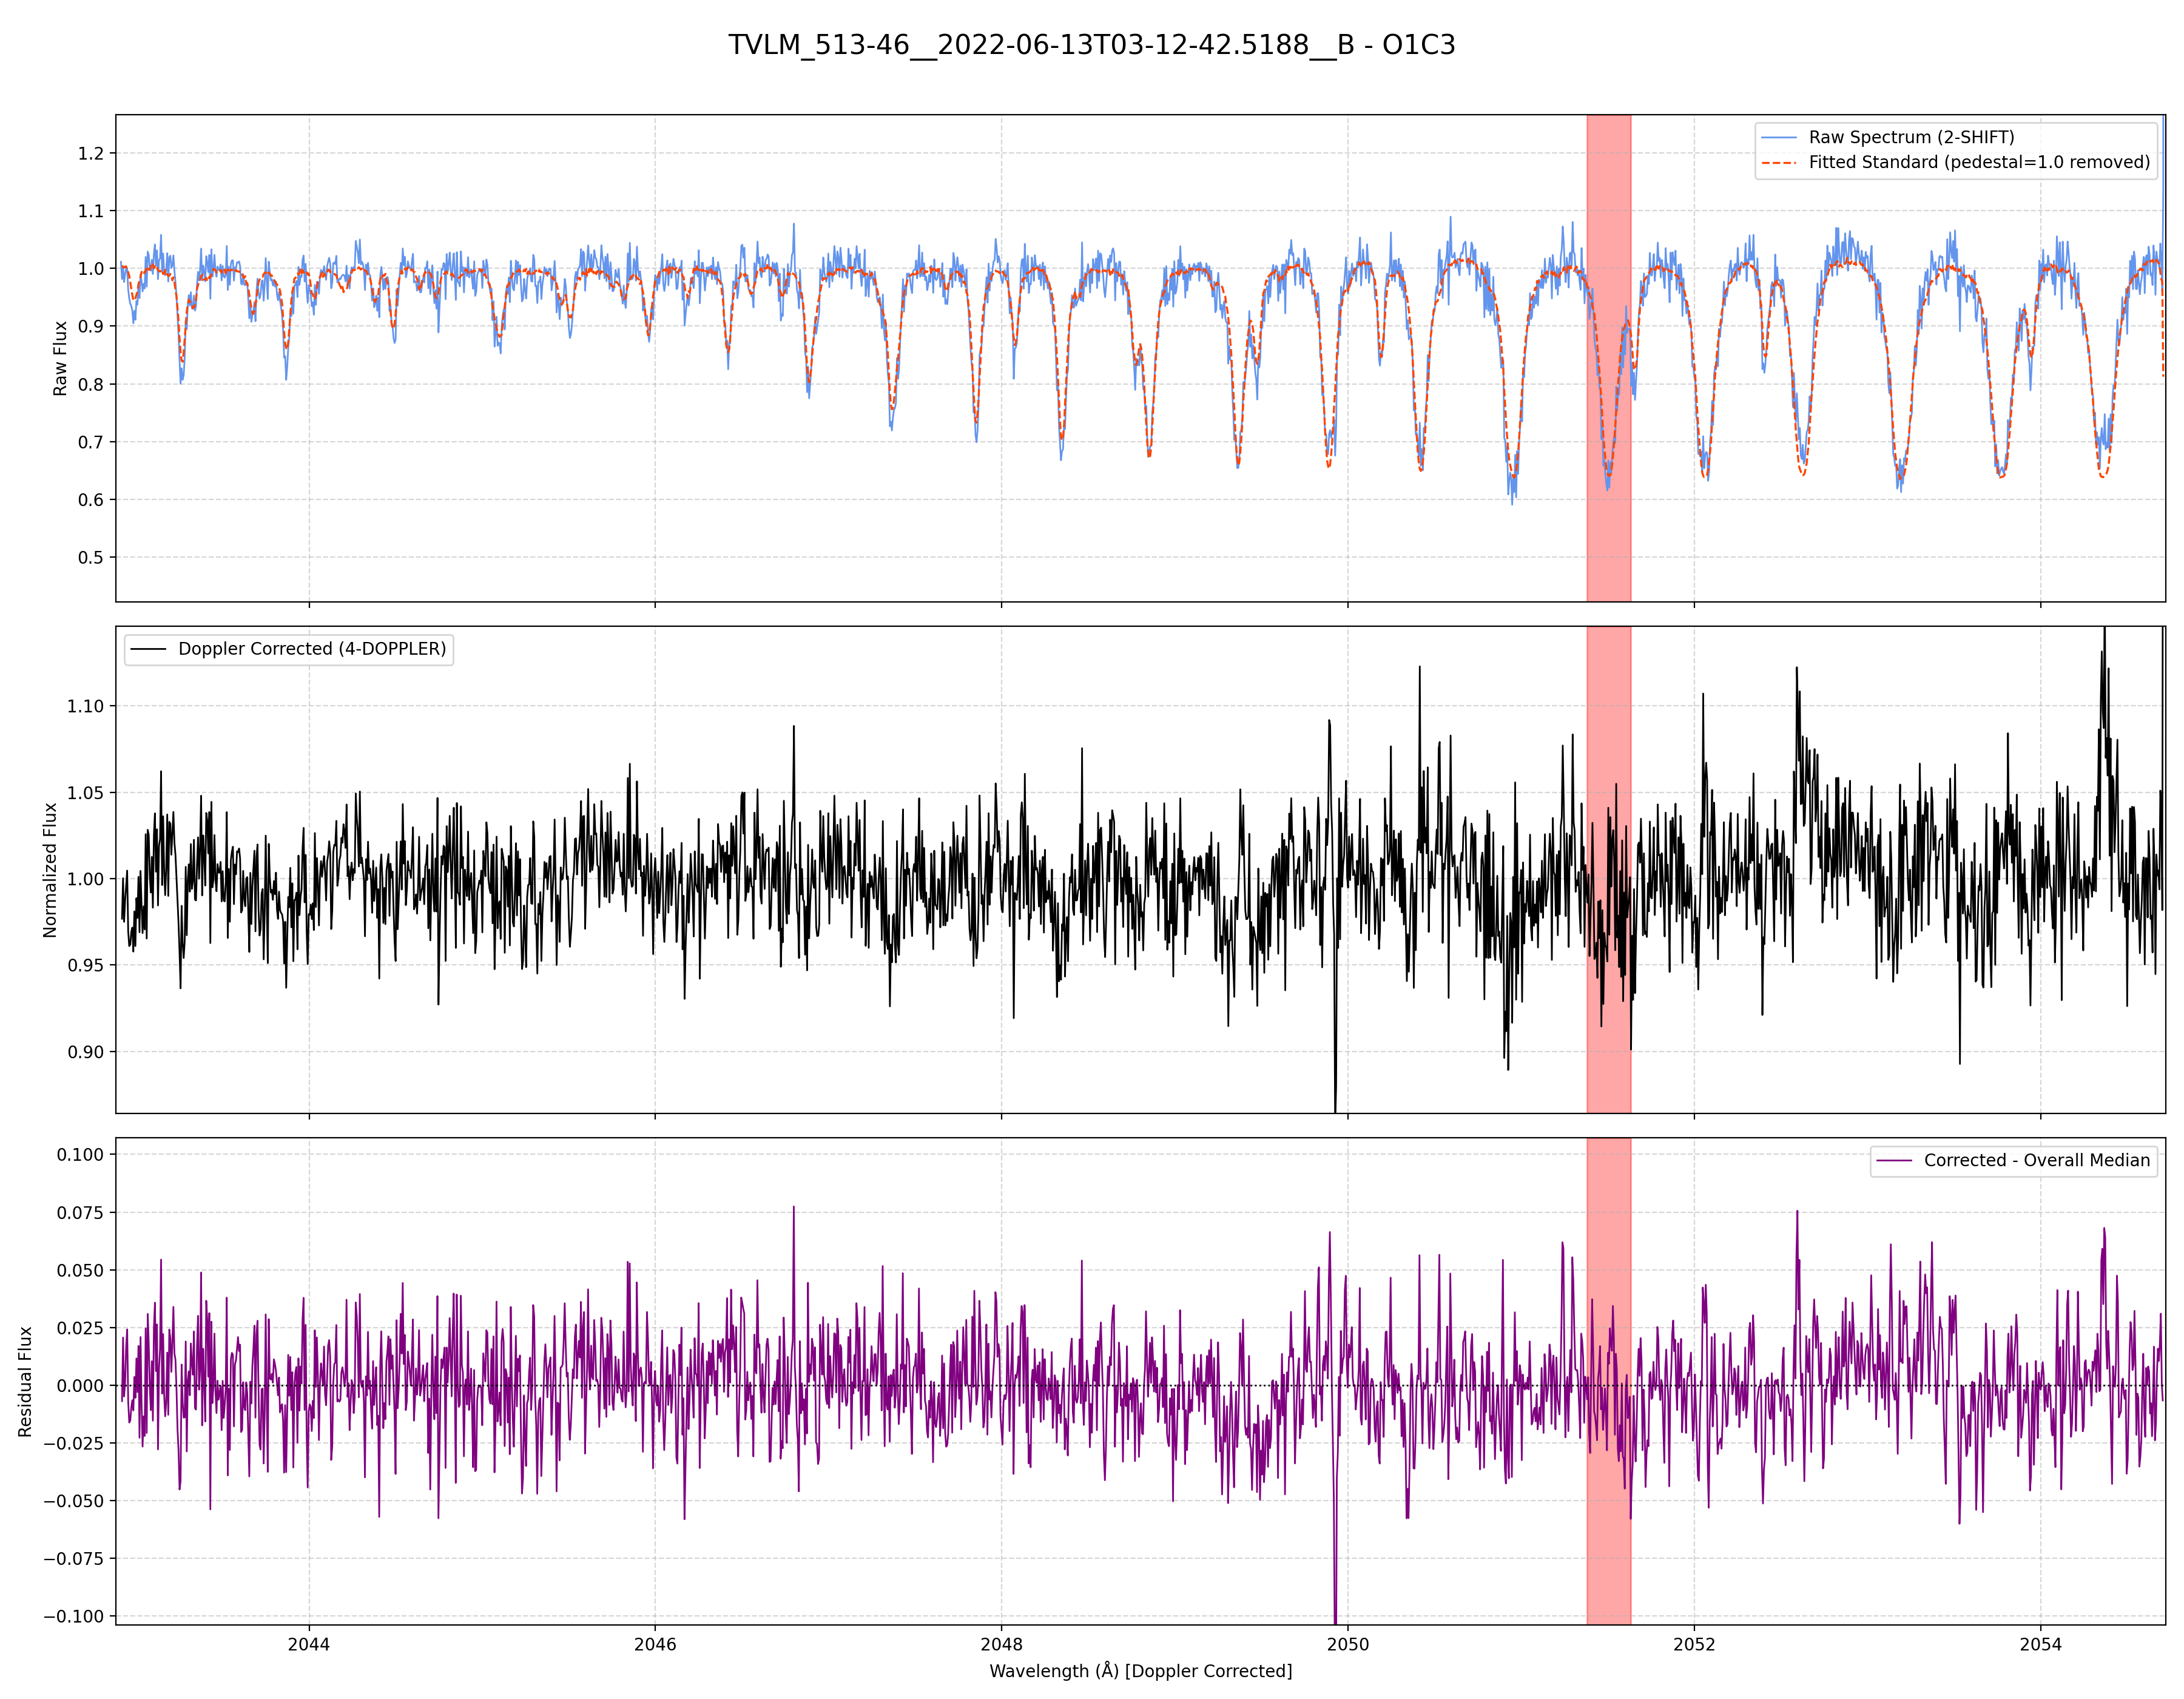 TVLM_513-46__2022-06-13T03-12-42.5188__B - O1C3
Raw Spectrum (2-SHIFT)
Fitted Standard (pedestal=1.0 removed)
1.2
1.1
1.0
0.9
0.8
0.7
0.6
0.5
Raw Flux
Doppler Corrected (4-DOPPLER)
1.10
1.05
1.00
0.95
0.90
Normalized Flux
Corrected - Overall Median
0.100
0.075
0.050
0.025
0.000
−0.025
−0.050
−0.075
−0.100
Residual Flux
2044 2046 2048 2050 2052 2054
Wavelength (Å) [Doppler Corrected]